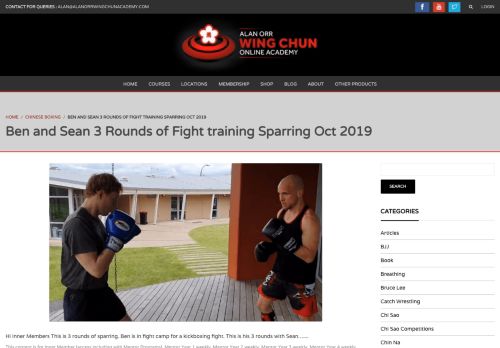 CONTACT FOR QUERIES : ALAN@ALANORRWINGCHUNACADEMY.COM
LOGIN
ALAN ORR
WING CHUN
ONLINE ACADEMY
HOME COURSES LOCATIONS MEMBERSHIP SHOP BLOG ABOUT OTHER PRODUCTS
HOME / CHINESE BOXING / BEN AND SEAN 3 ROUNDS OF FIGHT TRAINING SPARRING OCT 2019
Ben and Sean 3 Rounds of Fight training Sparring Oct 2019
SEARCH
CATEGORIES
Articles
BJJ
Book
Breathing
Bruce Lee
Catch Wrestling
Chi Sao
Chi Sao Competitions
Chin Na
Hi Inner Members This is 3 rounds of sparring. Ben is in fight camp for a kickboxing fight. This is his 3 rounds with Sean.......